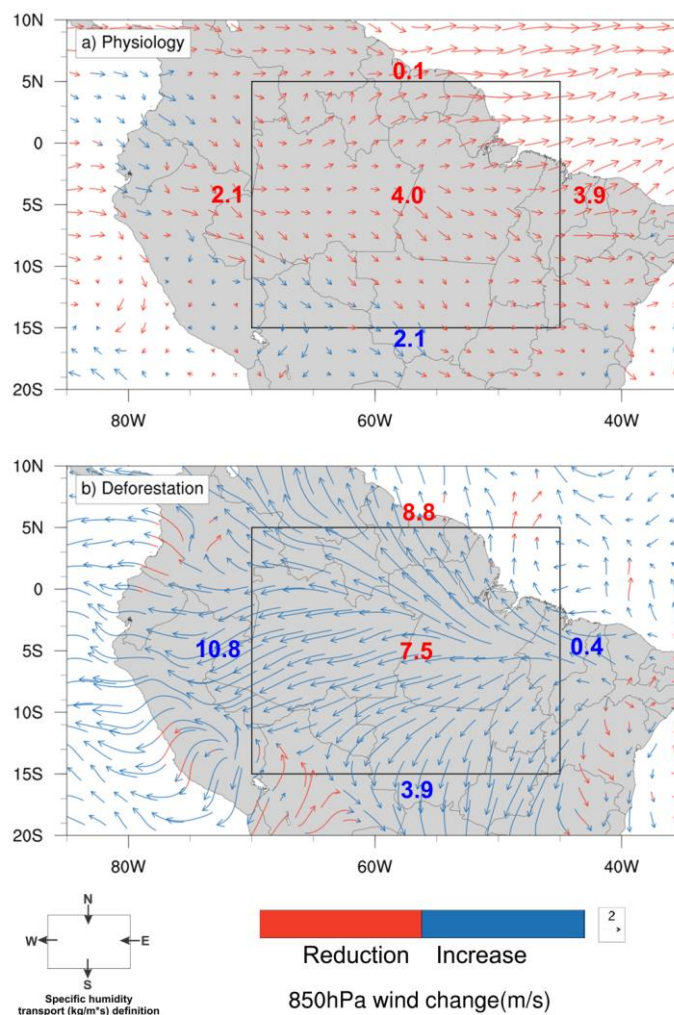 10N
a) Physiology
0.1
5N
0
2.1
4.0
3.9
5S
10S
15S
2.1
20S
80W
60W
40W
10N
b) Deforestation
8.8
5N
0
10.8
7.5
0.4
5S
10S
15S
3.9
20S
80W
60W
40W
N
W
E
S
Specific humidity
transport (kg/m*s) definition
2
Reduction Increase
850hPa wind change(m/s)